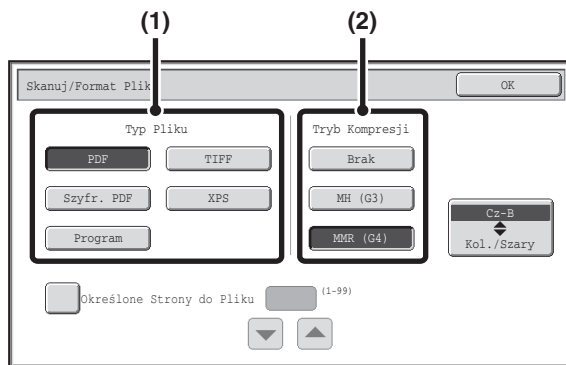 (1) (2)
Skanuj/Format Plik
OK
Typ Pliku
Tryb Kompresji
PDF TIFF
Brak
Szyfr. PDF XPS
MH (G3)
Cz-B
Program
MMR (G4)
Kol./Szary
Określone Strony do Pliku (1-99)